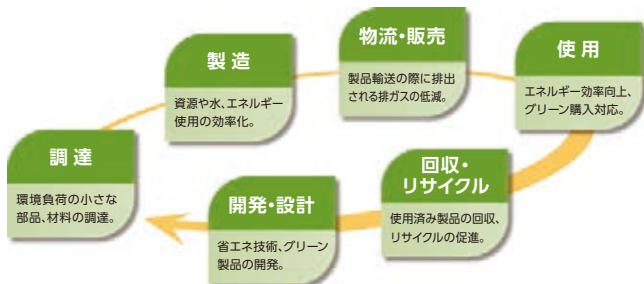 調達
環境負荷の小さな
部品、材料の調達。
製造
資源や水、エネルギー
使用の効率化。
物流・販売
製品輸送の際に排出
される排ガスの低減。
使用
エネルギー効率向上、
グリーン購入対応。
回収・
リサイクル
使用済み製品の回収、
リサイクルの促進。
開発・設計
省エネ技術、グリーン
製品の開発。